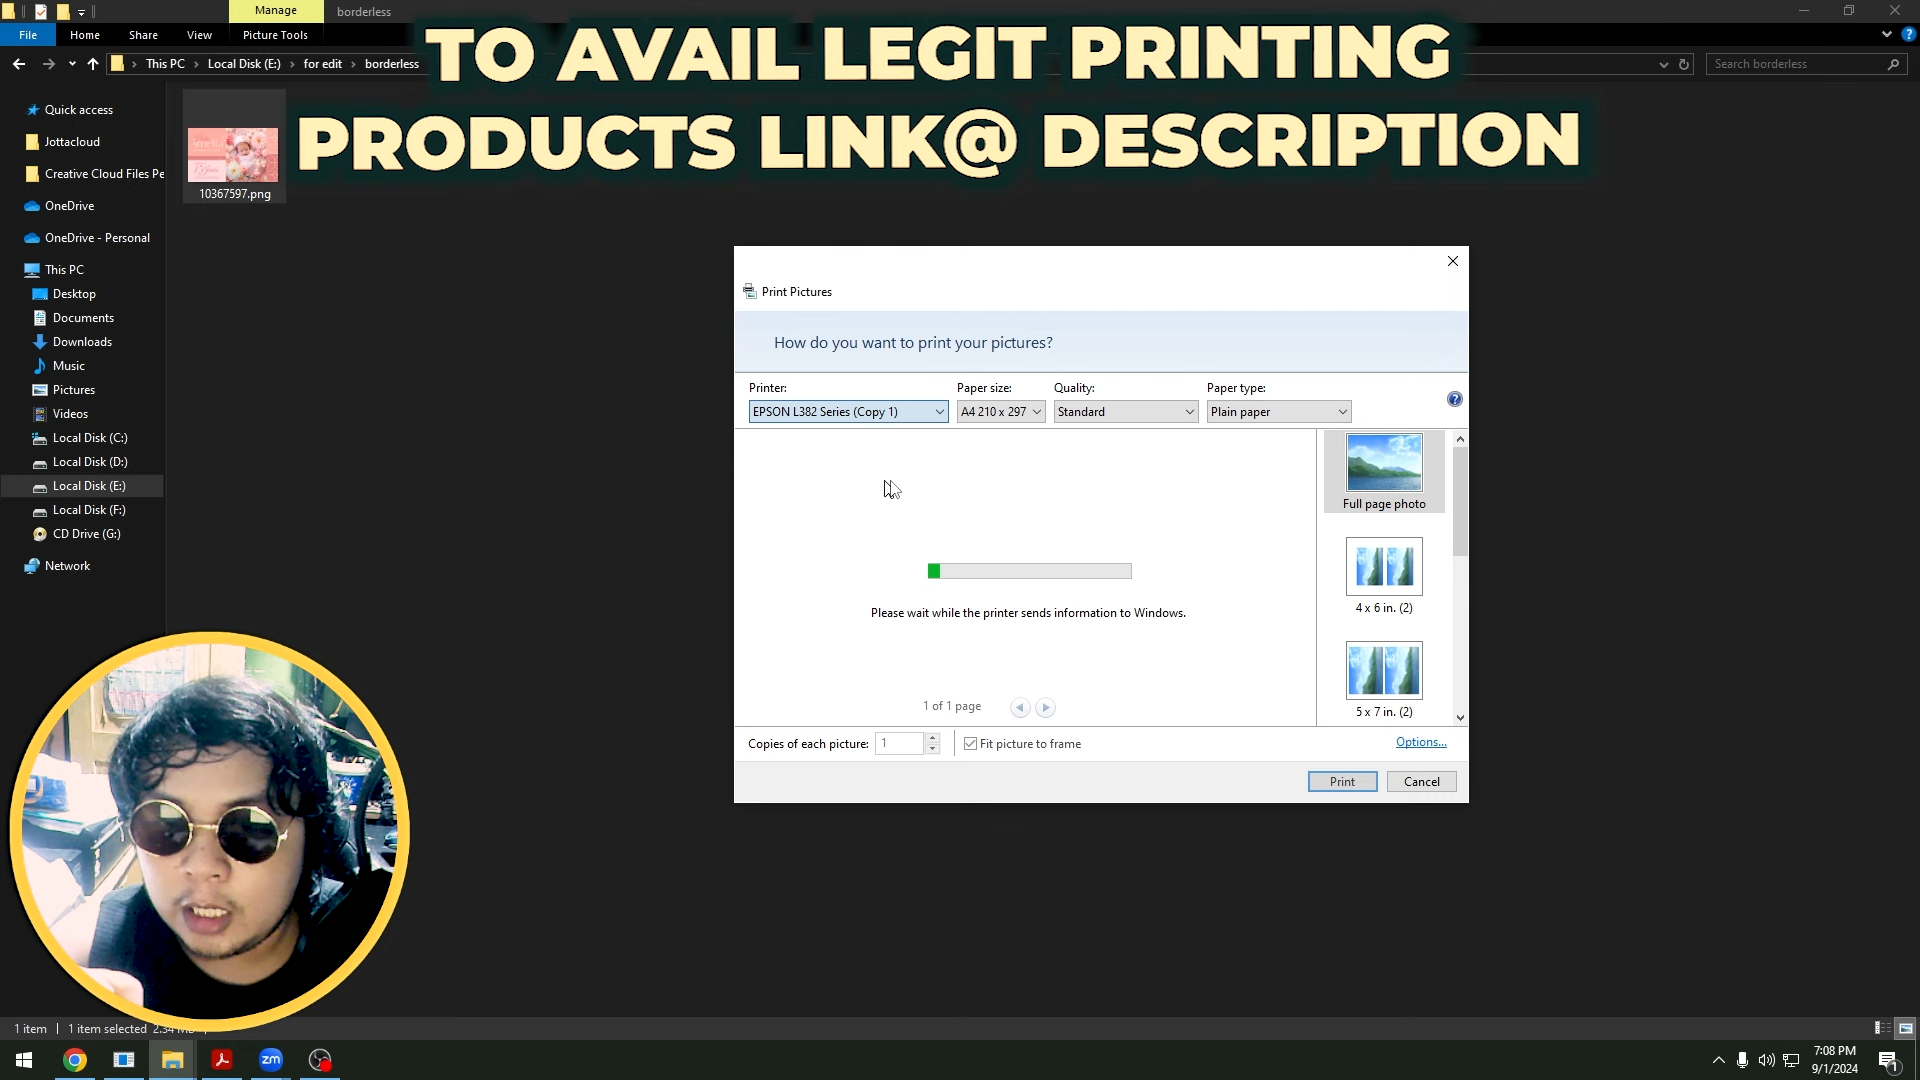 Manage
borderless
File
Home
Share
View
Picture Tools
TO AVAIL LEGIT PRINTING
PRODUCTS LINK@ DESCRIPTION
This PC
Local Disk (E:)
for edit
borderless
Search borderless
Quick access
Jottacloud
Creative Cloud Files Pe
OneDrive
OneDrive - Personal
This PC
Desktop
Documents
Downloads
Music
Pictures
Videos
Local Disk (C:)
Local Disk (D:)
Local Disk (E:)
Local Disk (F:)
CD Drive (G:)
Network
10367597.png
Print Pictures
How do you want to print your pictures?
Printer:
Paper size:
Quality:
Paper type:
EPSON L382 Series (Copy 1)
A4 210 x 297
Standard
Plain paper
Full page photo
4 x 6 in. (2)
5 x 7 in. (2)
Please wait while the printer sends information to Windows.
1 of 1 page
Copies of each picture:
1
Fit picture to frame
Options...
Print
Cancel
1 item
1 item selected 2.34 M
zm
7:08 PM
9/1/2024
1